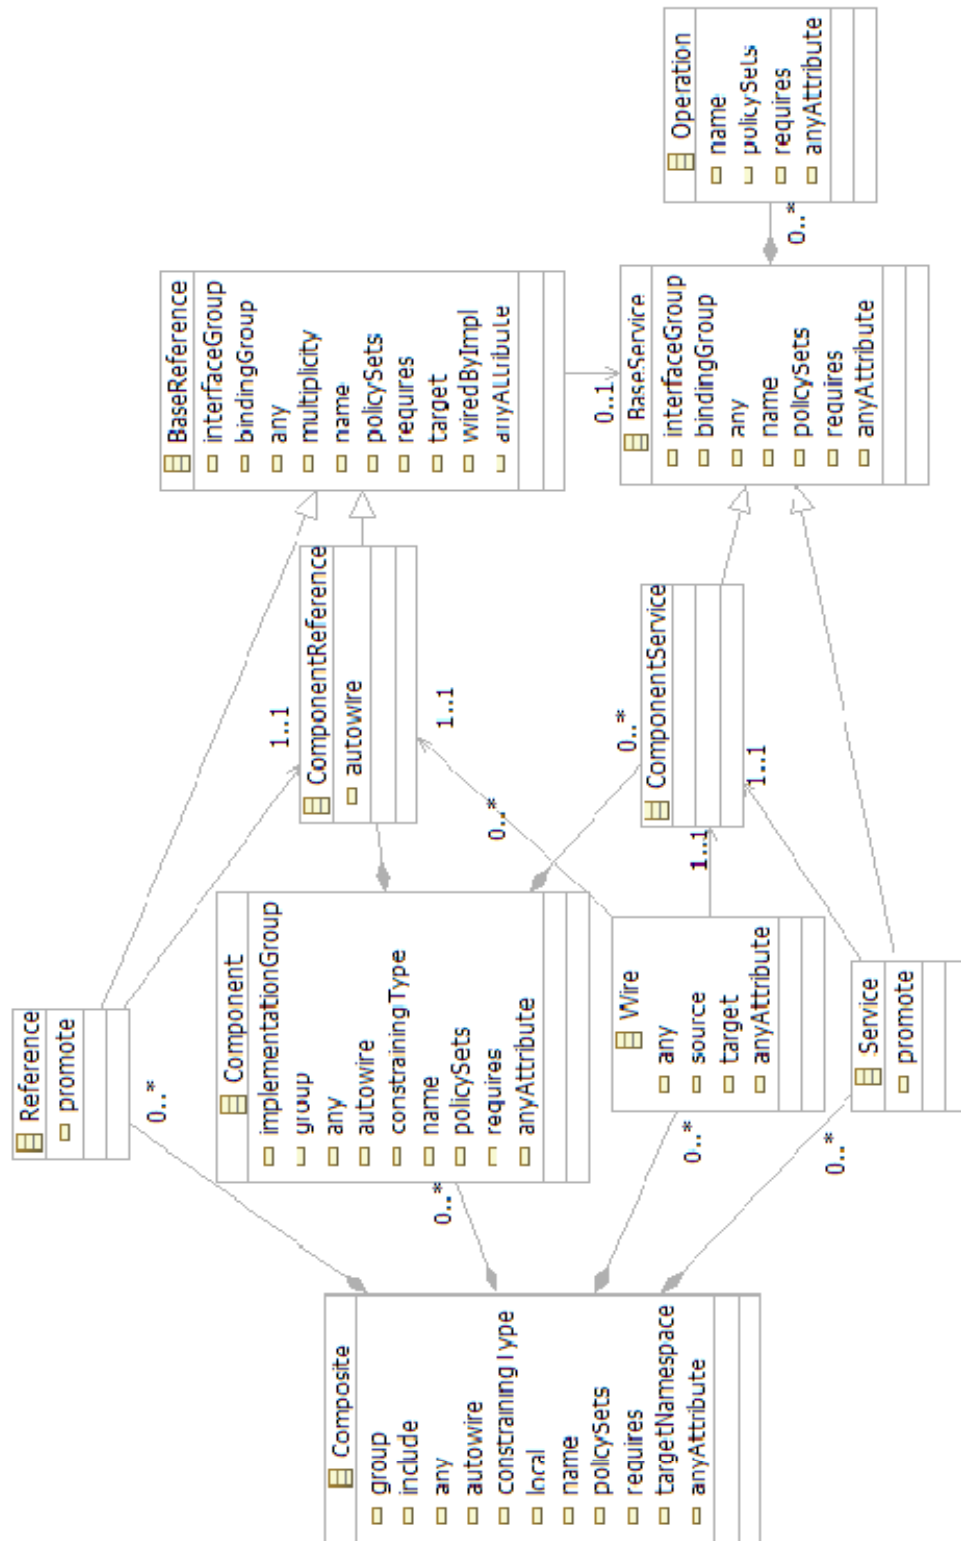 Composite
group
include
any
autowire
constrainingType
local
name
policySets
requires
targetNamespace
anyAttribute
Reference
promote
0..*
Component
implementationGroup
group
any
autowire
constrainingType
name
policySets
requires
anyAttribute
0..*
Wire
any
source
target
anyAttribute
0..*
Service
promote
0..*
1..1
ComponentReference
autowire
1..1
0..*
0..*
ComponentService
1..1
1..1
BaseReference
interfaceGroup
bindingGroup
any
multiplicity
name
policySets
requires
target
wiredByImpl
anyAttribute
0..1
BaseService
interfaceGroup
bindingGroup
any
name
policySets
requires
anyAttribute
0..*
Operation
name
policySets
requires
anyAttribute